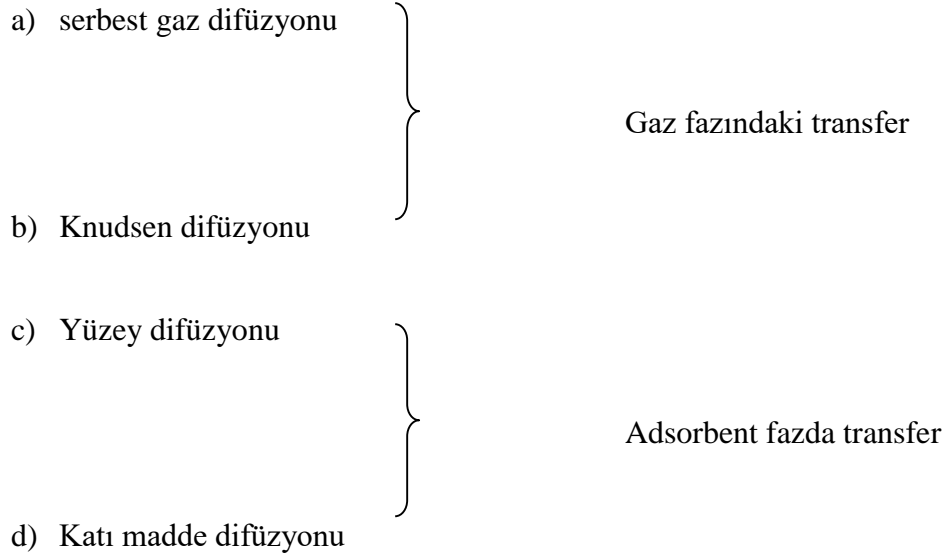 a) serbest gaz difüzyonu
Gaz fazındaki transfer
b) Knudsen difüzyonu
c) Yüzey difüzyonu
Adsorbent fazda transfer
d) Katı madde difüzyonu